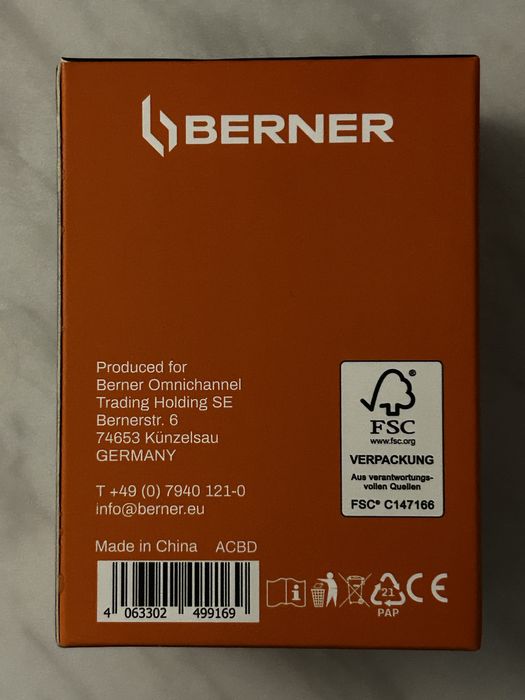 BERNER
Produced for
Berner Omnichannel
Trading Holding SE
Bernerstr. 6
74653 Künzelsau
GERMANY
T +49 (0) 7940 121-0
info@berner.eu
Made in China ACBD
4 063302 499169
®
FSC
www.fsc.org
VERPACKUNG
Aus verantwortungs-
vollen Quellen
FSC® C147166
i
21
PAP
CE